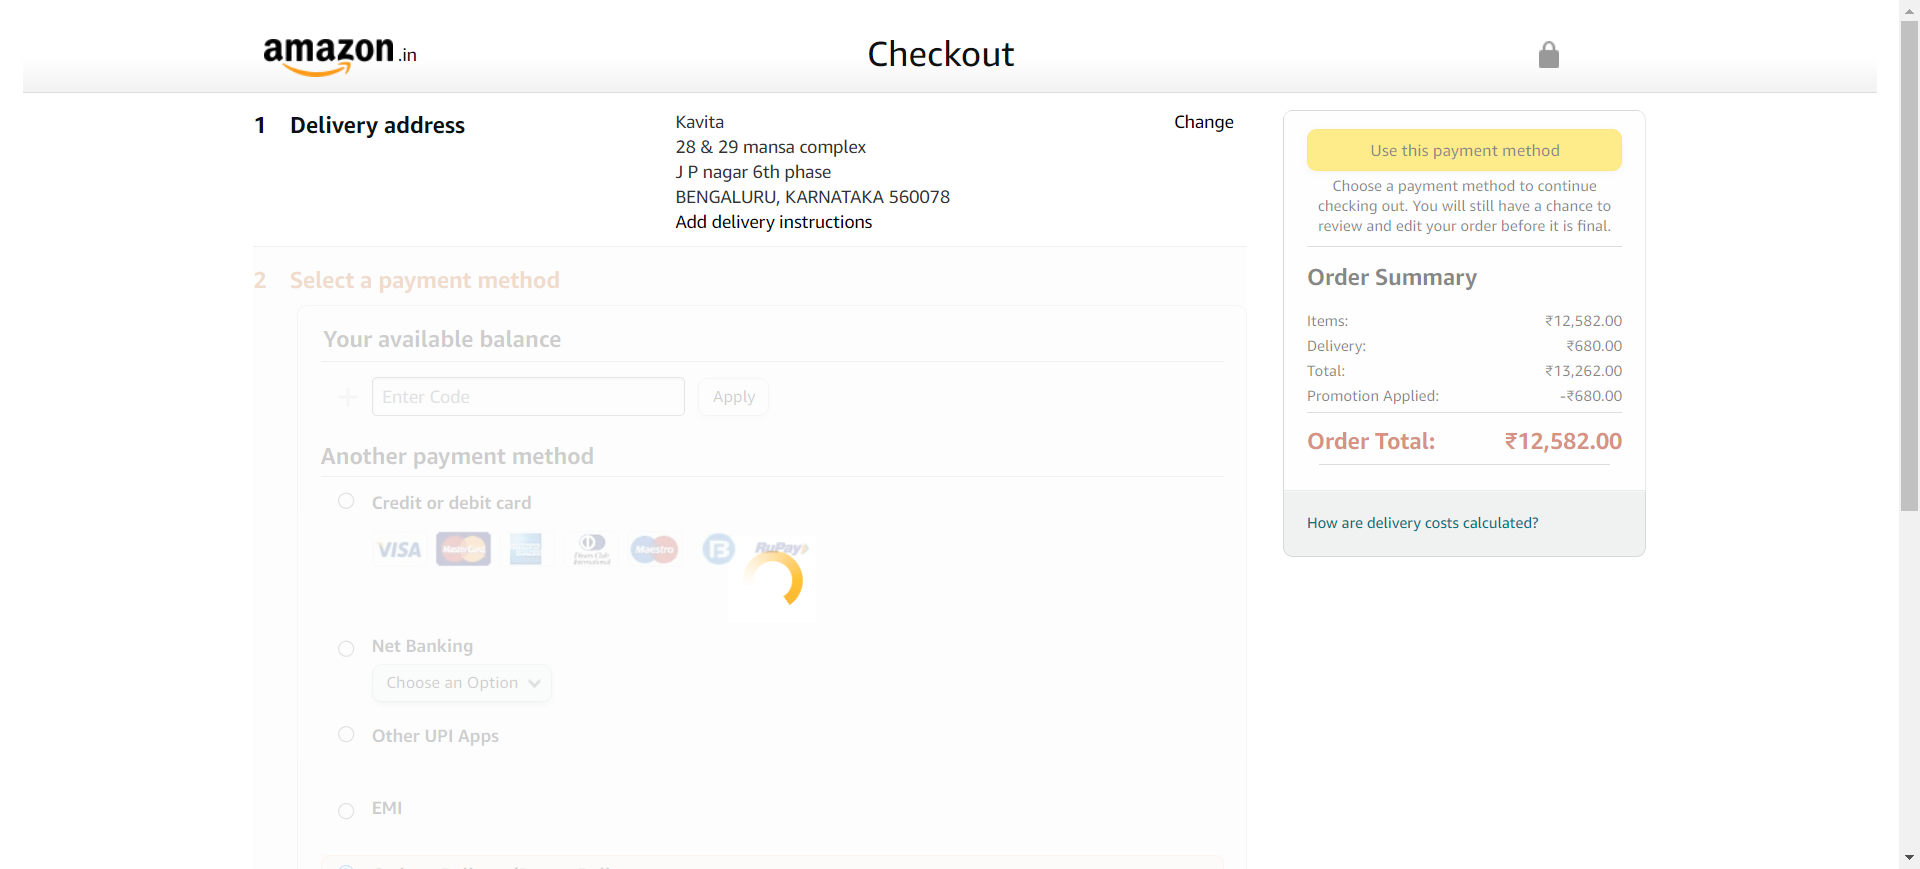 amazon.in
Checkout
1 Delivery address
Kavita
28 & 29 mansa complex
J P nagar 6th phase
BENGALURU, KARNATAKA 560078
Add delivery instructions
Change
2 Select a payment method
Your available balance
Enter Code
Apply
Another payment method
Credit or debit card
VISA MasterCard Diners Club International Maestro B RuPay
Net Banking
Choose an Option
Other UPI Apps
EMI
Use this payment method
Choose a payment method to continue
checking out. You will still have a chance to
review and edit your order before it is final.
Order Summary
Items: ₹12,582.00
Delivery: ₹680.00
Total: ₹13,262.00
Promotion Applied: -₹680.00
Order Total: ₹12,582.00
How are delivery costs calculated?